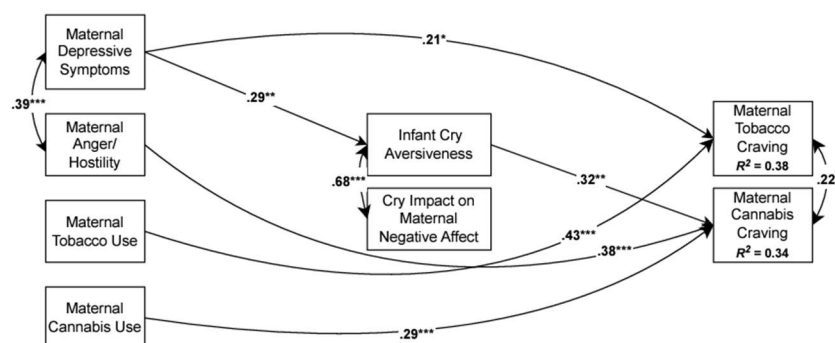 Maternal
Depressive
Symptoms
.21*
.39***
.29**
Maternal
Anger/
Hostility
Infant Cry
Aversiveness
Maternal
Tobacco
Craving
R² = 0.38
.32**
.68***
.22
Cry Impact on
Maternal
Negative Affect
Maternal
Cannabis
Craving
R² = 0.34
Maternal
Tobacco Use
.43***
.38***
Maternal
Cannabis Use
.29***